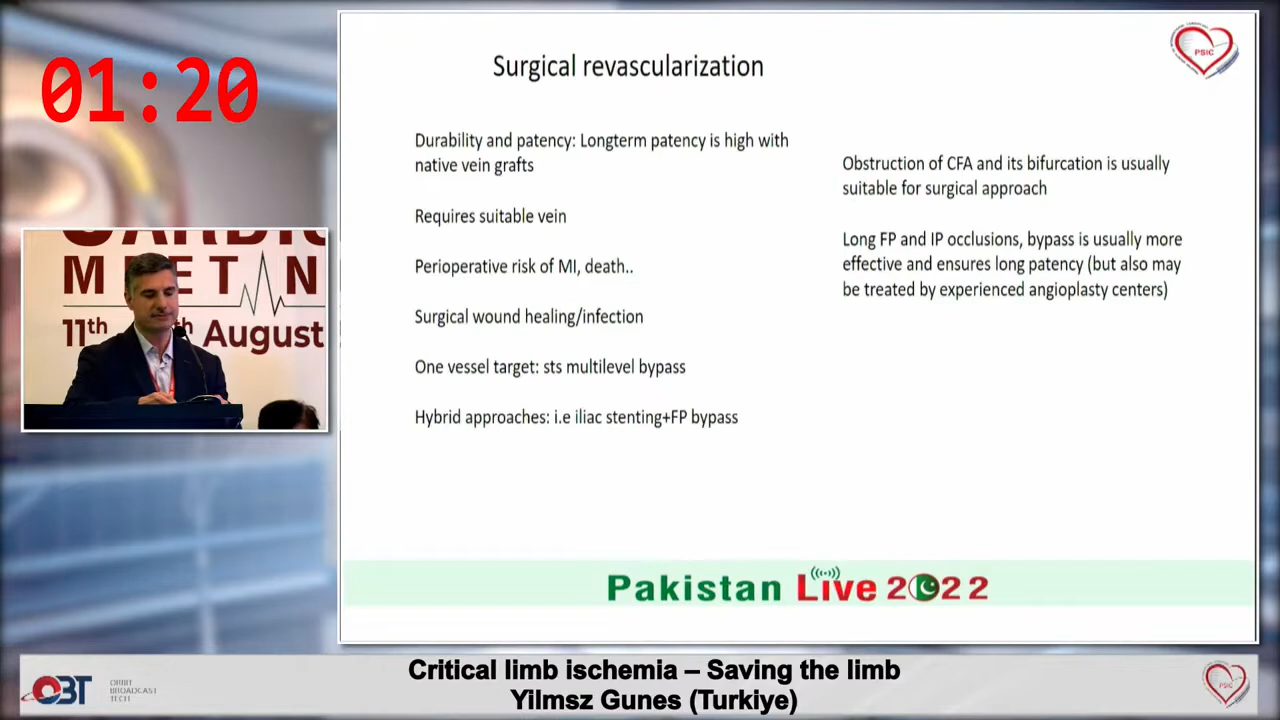 01:20
PSIC
Surgical revascularization
Durability and patency: Longterm patency is high with
native vein grafts
Requires suitable vein
Perioperative risk of MI, death..
Surgical wound healing/infection
One vessel target: sts multilevel bypass
Hybrid approaches: i.e iliac stenting+FP bypass
Obstruction of CFA and its bifurcation is usually
suitable for surgical approach
Long FP and IP occlusions, bypass is usually more
effective and ensures long patency (but also may
be treated by experienced angioplasty centers)
MEET N
11th th August
Pakistan Live 2022
Critical limb ischemia – Saving the limb
Yilmsz Gunes (Turkiye)
OBT
ORBIT
BROADCAST
TECH
PSIC